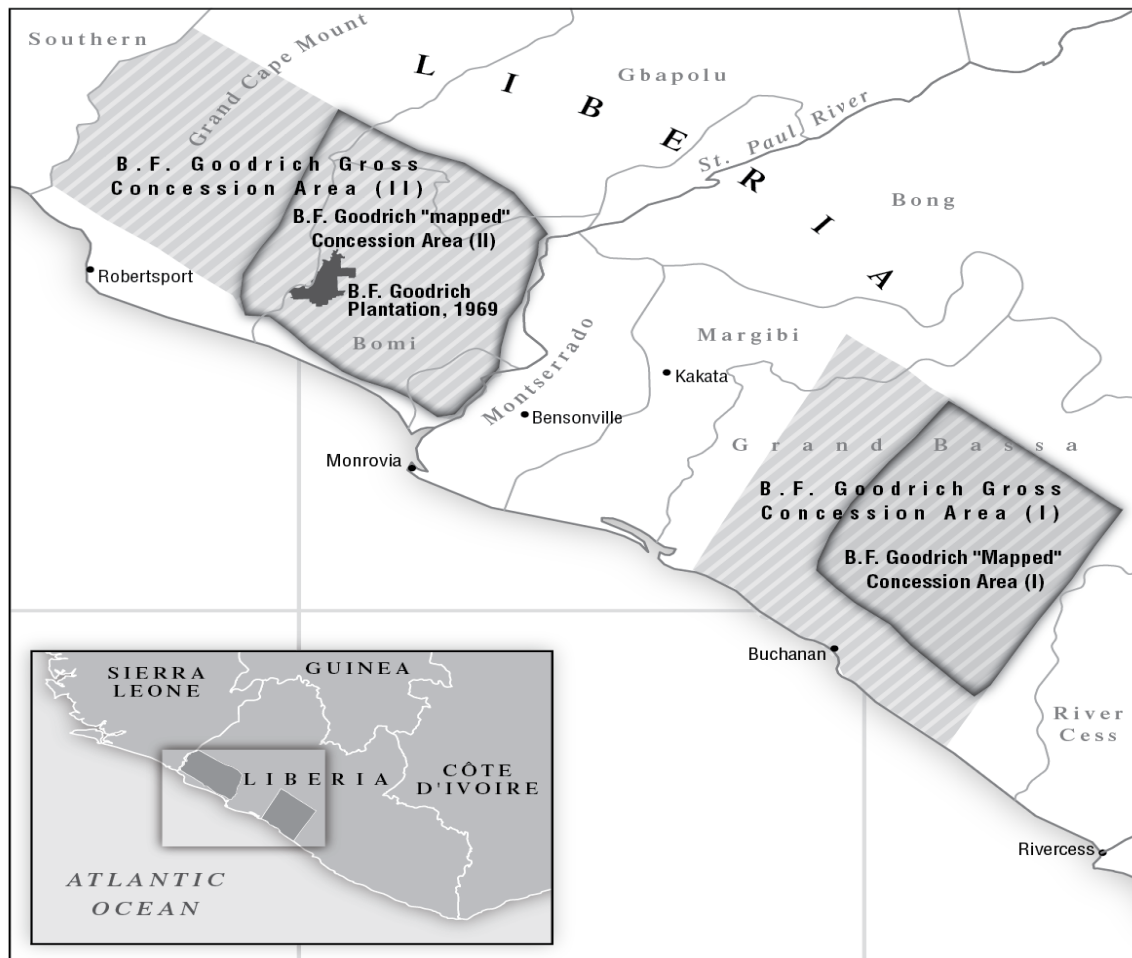 Southern
Grand Cape Mount
LIBERIA
Gbapolu
St. Paul River
Bong
B.F. Goodrich Gross
Concession Area (II)
B.F. Goodrich "mapped"
Concession Area (II)
Robertsport
B.F. Goodrich
Plantation, 1969
Bomi
Montserrado
Margibi
Kakata
Bensonville
Monrovia
Grand Bassa
B.F. Goodrich Gross
Concession Area (I)
B.F. Goodrich "Mapped"
Concession Area (I)
Buchanan
River
Cess
Rivercess
SIERRA
LEONE
GUINEA
LIBERIA
CÔTE
D'IVOIRE
ATLANTIC
OCEAN